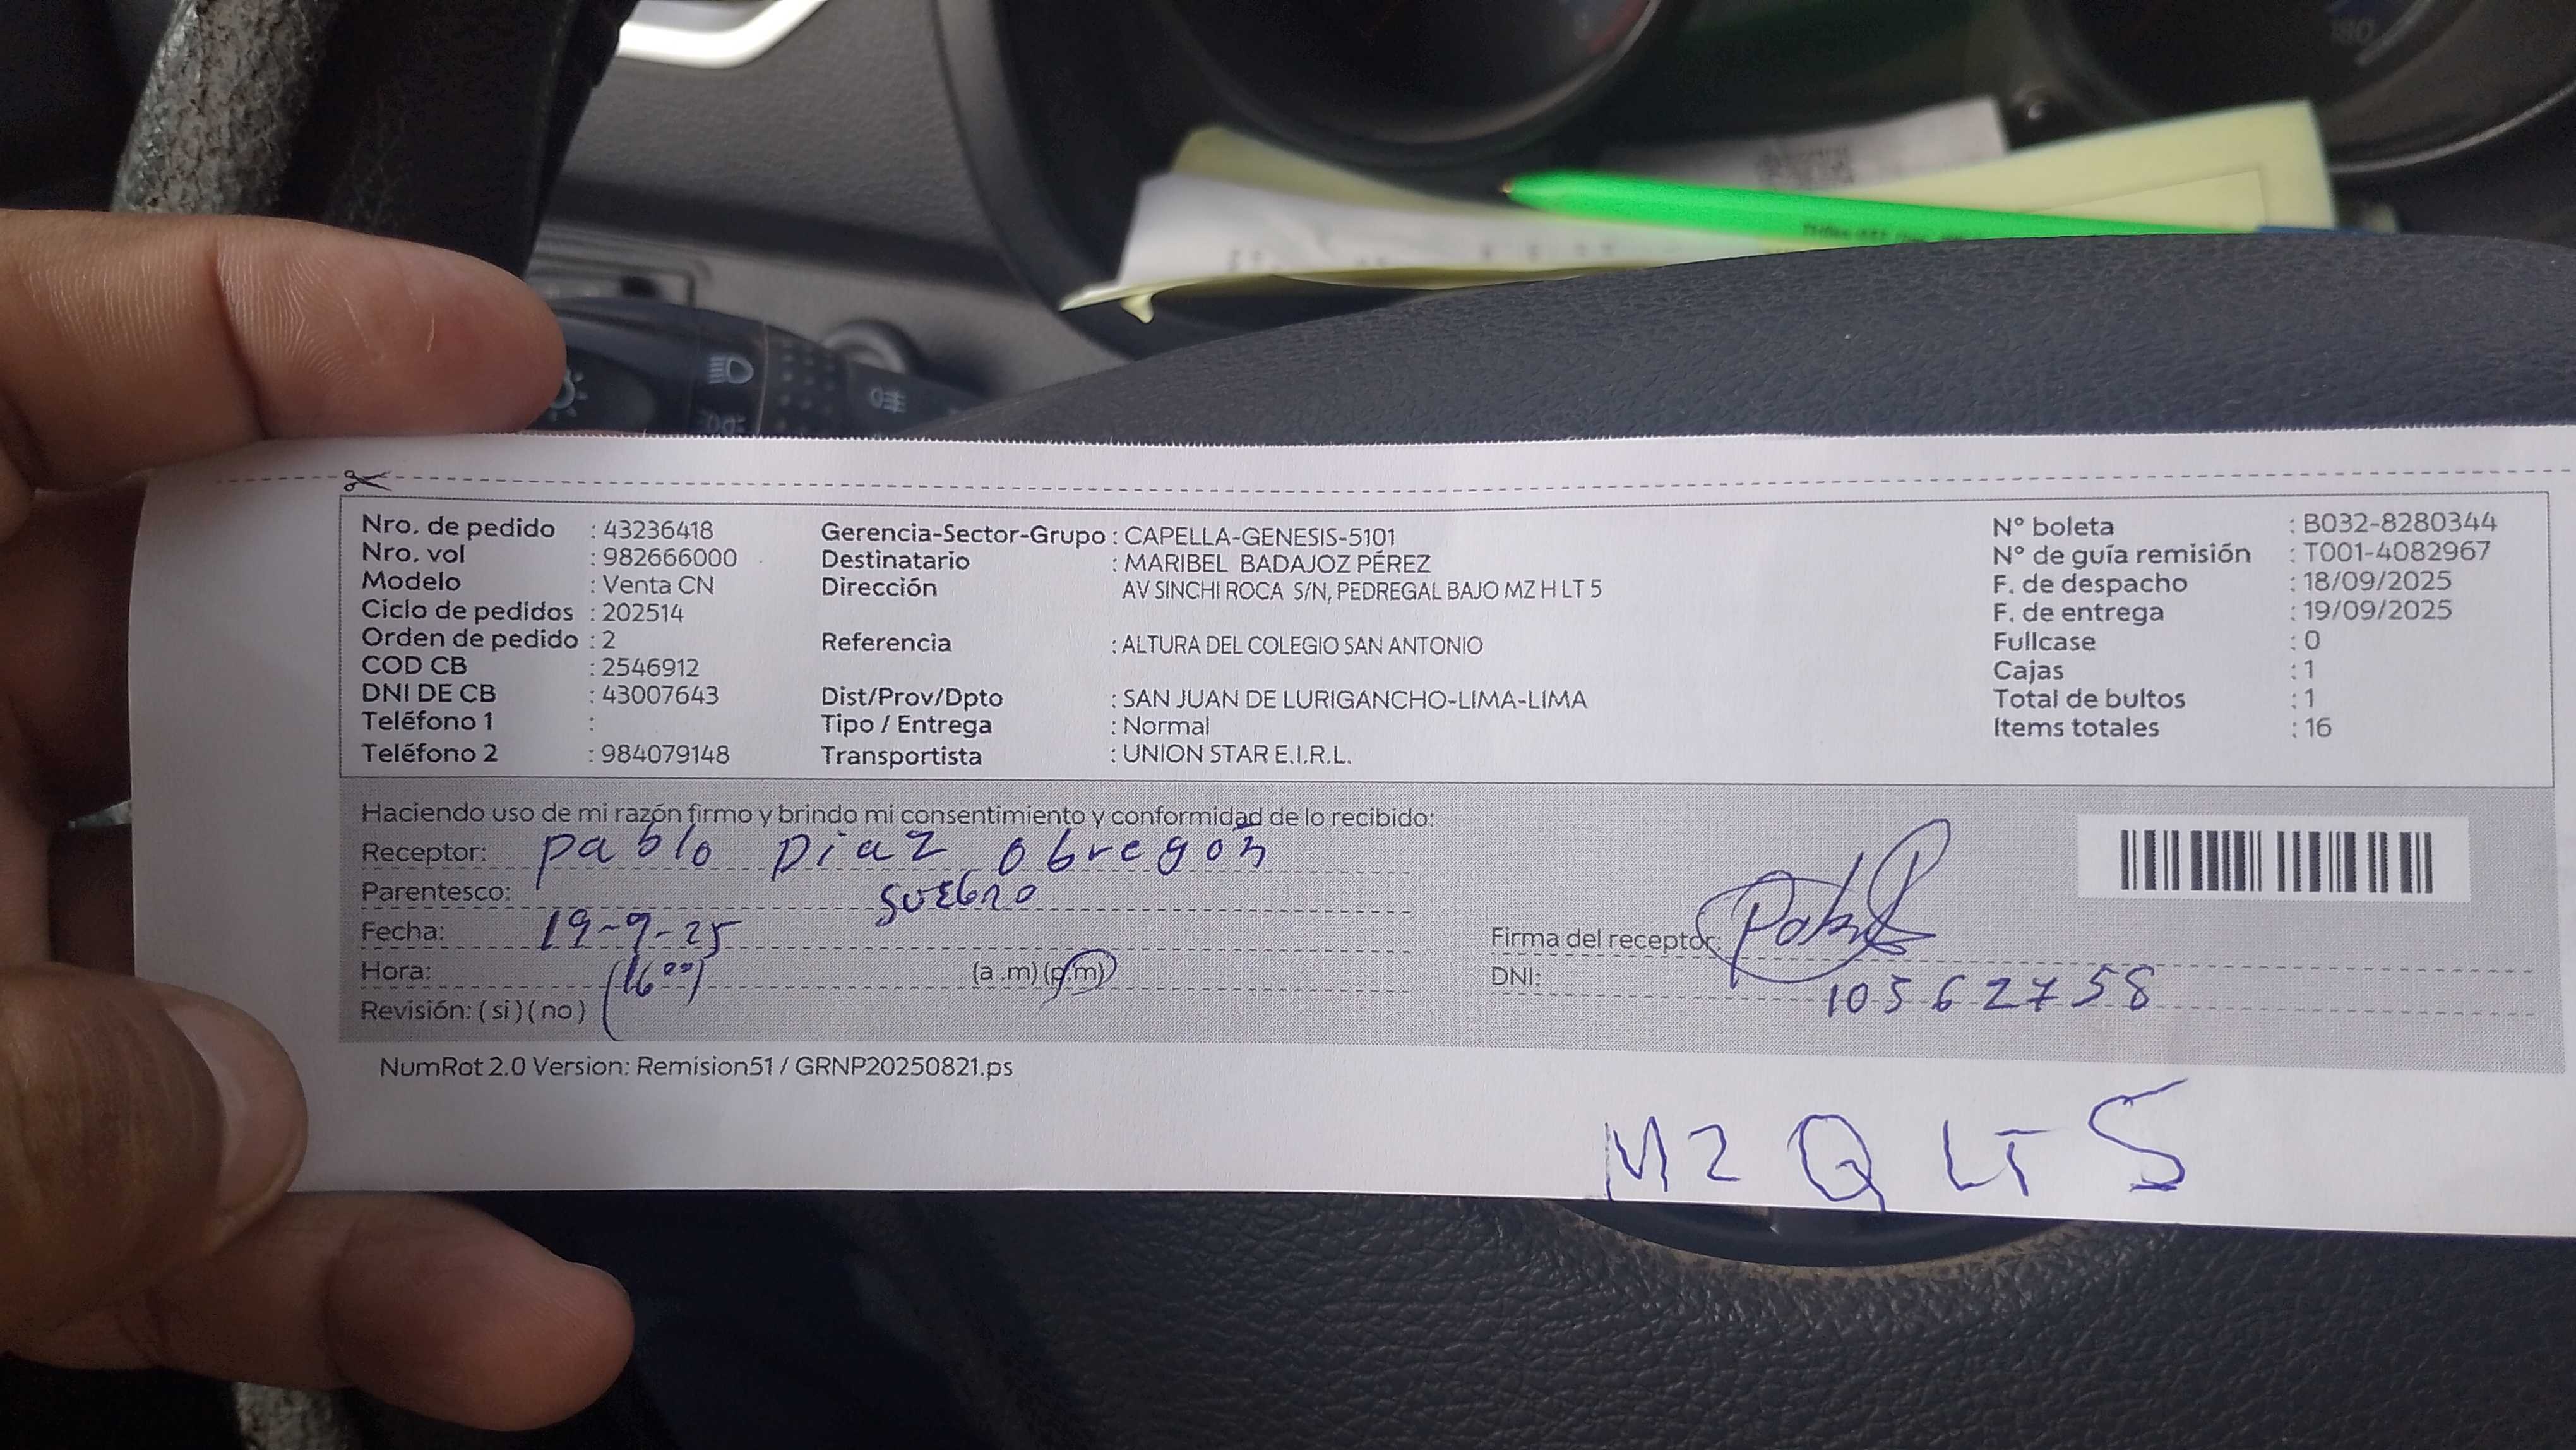 Nro. de pedido : 43236418
Nro. vol : 982666000
Modelo : Venta CN
Ciclo de pedidos : 202514
Orden de pedido : 2
COD CB : 2546912
DNI DE CB : 43007643
Teléfono 1 :
Teléfono 2 : 984079148
Gerencia-Sector-Grupo : CAPELLA-GENESIS-5101
Destinatario : MARIBEL BADAJOZ PÉREZ
Dirección AV SINCHI ROCA S/N, PEDREGAL BAJO MZ H LT 5
Referencia : ALTURA DEL COLEGIO SAN ANTONIO
Dist/Prov/Dpto : SAN JUAN DE LURIGANCHO-LIMA-LIMA
Tipo / Entrega : Normal
Transportista : UNION STAR E.I.R.L.
N° boleta : B032-8280344
N° de guía remisión : T001-4082967
F. de despacho : 18/09/2025
F. de entrega : 19/09/2025
Fullcase : 0
Cajas : 1
Total de bultos : 1
Items totales : 16
Haciendo uso de mi razón firmo y brindo mi consentimiento y conformidad de lo recibido:
Receptor: pablo Diaz obregon
Parentesco: suegro
Fecha: 19-9-25
Hora: (16 00) (a .m) (p.m)
Revisión: ( si ) ( no )
Firma del receptor:
DNI: 10562758
NumRot 2.0 Version: Remision51 / GRNP20250821.ps
MZ Q LT 5